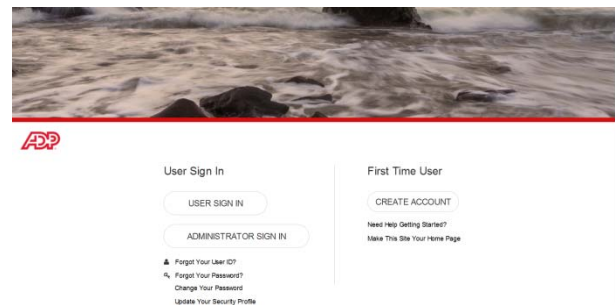 ADP
User Sign In
USER SIGN IN
ADMINISTRATOR SIGN IN
Forgot Your User ID?
Forgot Your Password?
Change Your Password
Update Your Security Profile
First Time User
CREATE ACCOUNT
Need Help Getting Started?
Make This Site Your Home Page